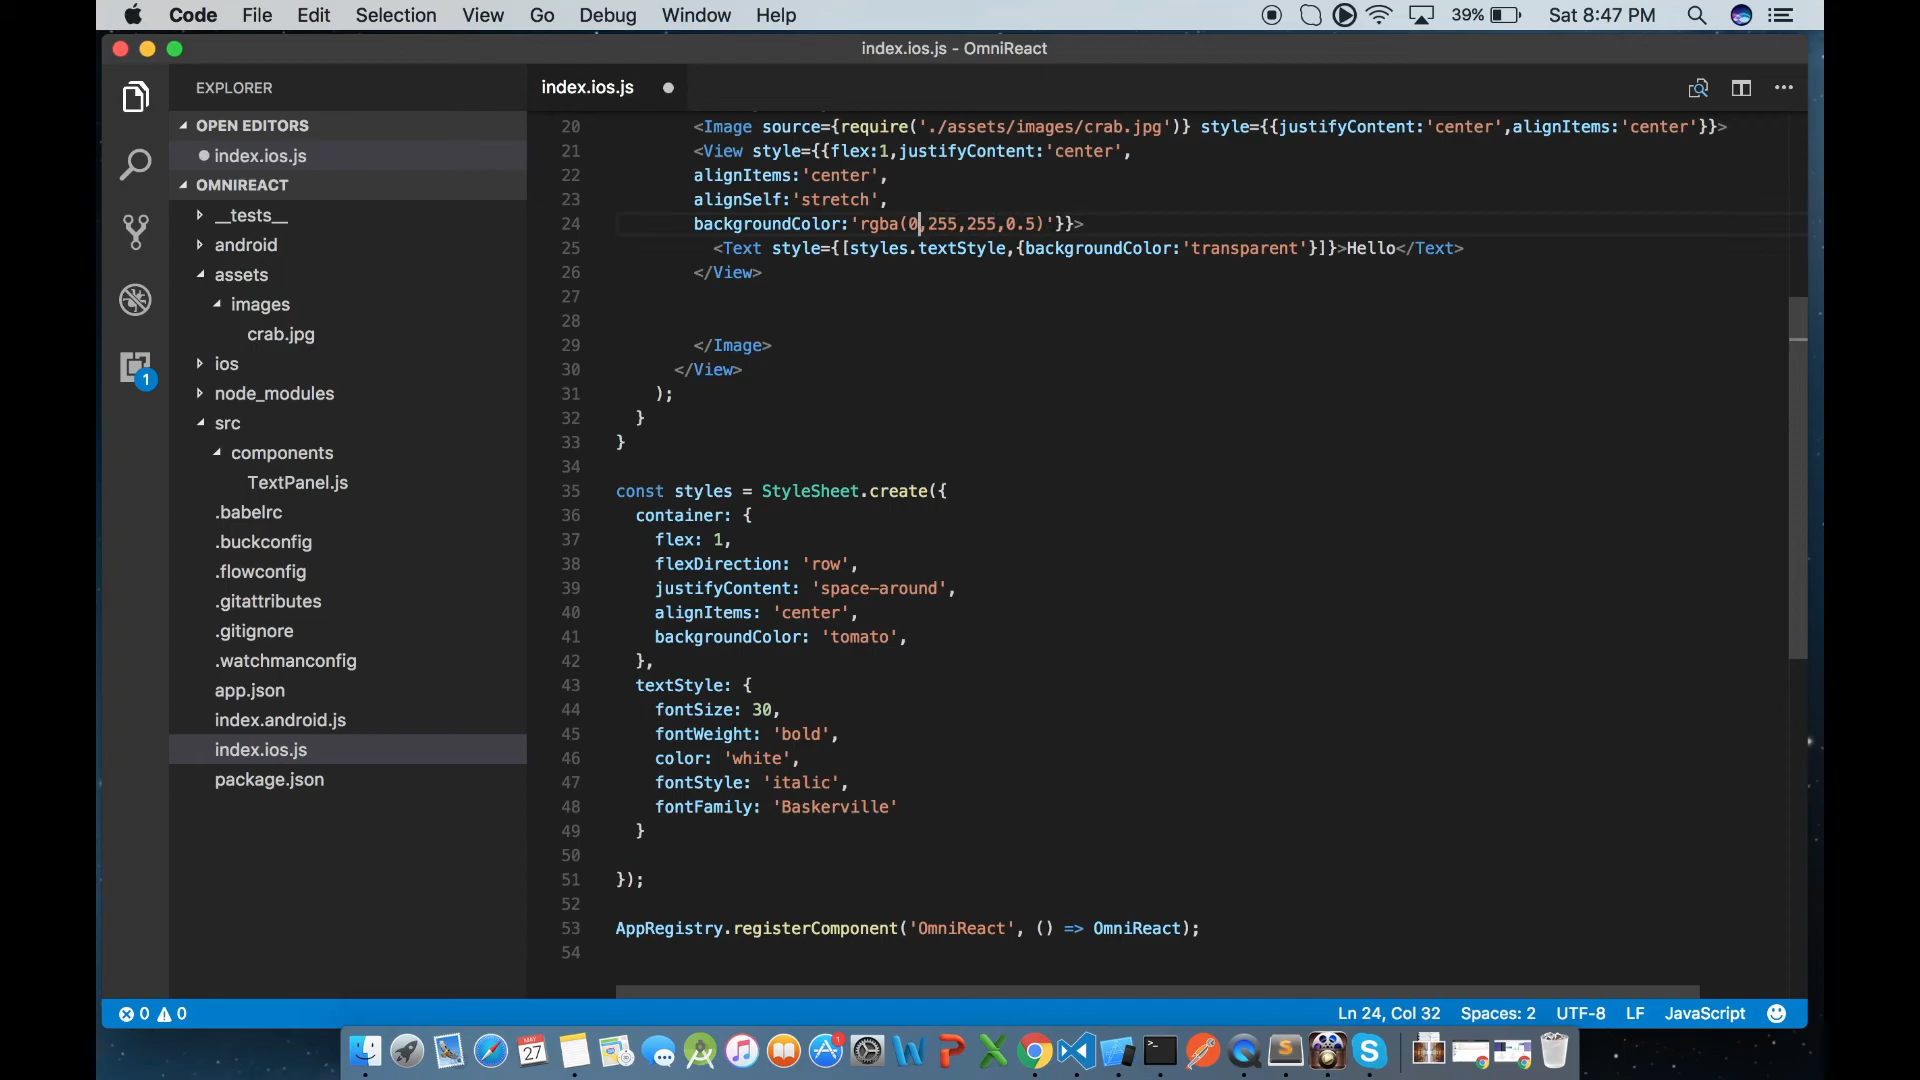 Code File Edit Selection View Go Debug Window Help 39% Sat 8:47 PM
index.ios.js - OmniReact
EXPLORER
OPEN EDITORS
index.ios.js
OMNIREACT
__tests__
android
assets
images
crab.jpg
ios
node_modules
src
components
TextPanel.js
.babelrc
.buckconfig
.flowconfig
.gitattributes
.gitignore
.watchmanconfig
app.json
index.android.js
index.ios.js
package.json
1
index.ios.js
20 <Image source={require('./assets/images/crab.jpg')} style={{justifyContent:'center',alignItems:'center'}}>
21 <View style={{flex:1,justifyContent:'center',
22 alignItems:'center',
23 alignSelf:'stretch',
24 backgroundColor:'rgba(0,255,255,0.5)'}}>
25 <Text style={[styles.textStyle,{backgroundColor:'transparent'}]}>Hello</Text>
26 </View>
27
28
29 </Image>
30 </View>
31 );
32 }
33 }
34
35 const styles = StyleSheet.create({
36 container: {
37 flex: 1,
38 flexDirection: 'row',
39 justifyContent: 'space-around',
40 alignItems: 'center',
41 backgroundColor: 'tomato',
42 },
43 textStyle: {
44 fontSize: 30,
45 fontWeight: 'bold',
46 color: 'white',
47 fontStyle: 'italic',
48 fontFamily: 'Baskerville'
49 }
50
51 });
52
53 AppRegistry.registerComponent('OmniReact', () => OmniReact);
54
0 0 Ln 24, Col 32 Spaces: 2 UTF-8 LF JavaScript
27 1